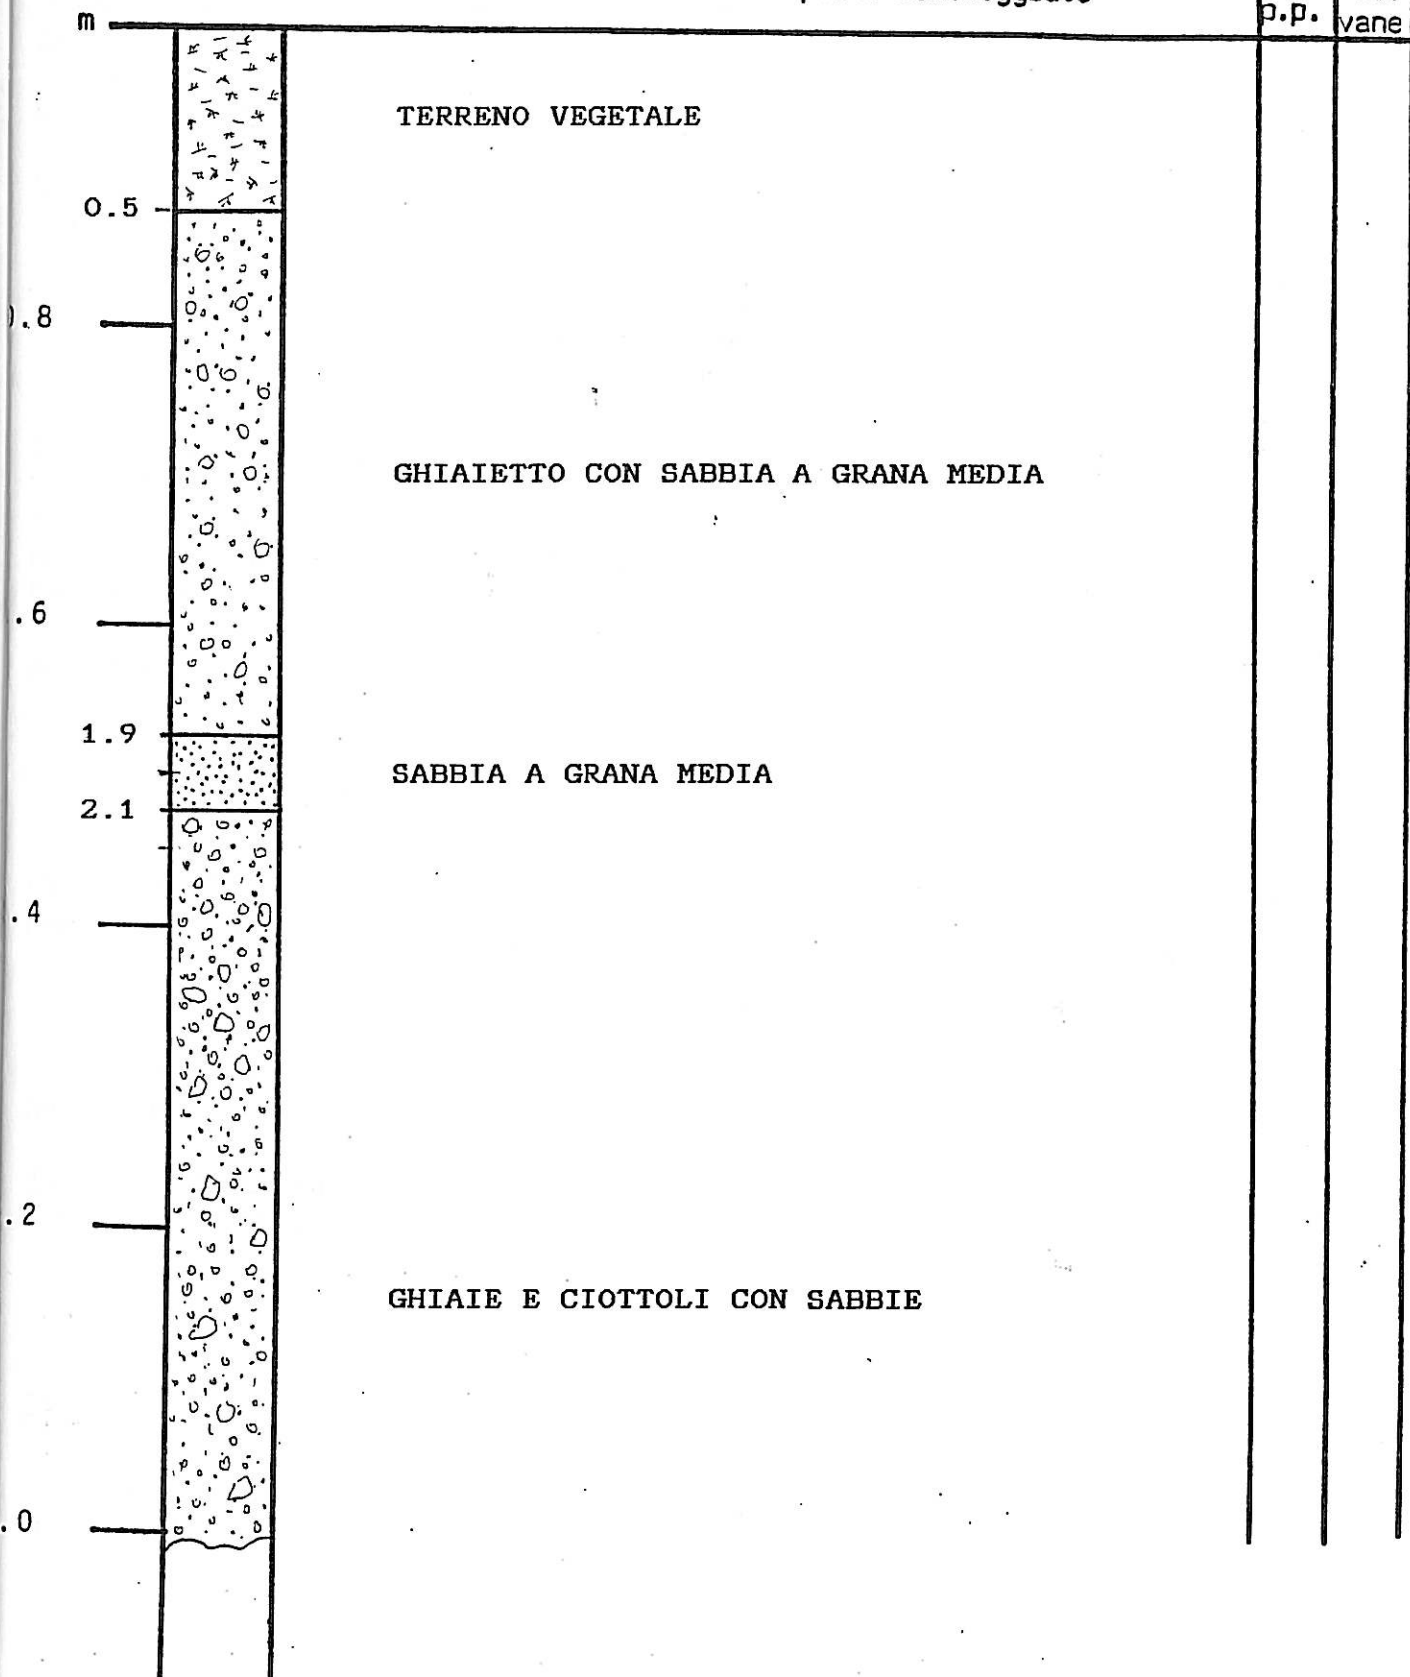 m
p.p.
vane
TERRENO VEGETALE
0.5
0.8
GHIAIETTO CON SABBIA A GRANA MEDIA
.6
1.9
SABBIA A GRANA MEDIA
2.1
.4
.2
GHIAIE E CIOTTOLI CON SABBIE
.0